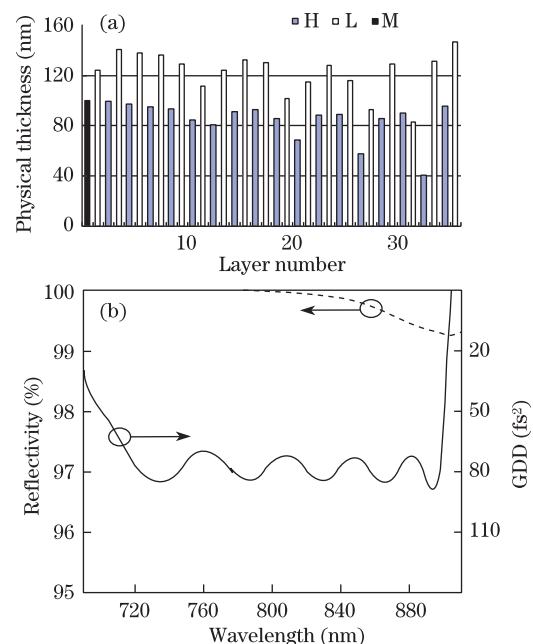 (a)
H L M
Physical thickness (nm)
160
120
80
40
0
10
20
30
Layer number
(b)
Reflectivity (%)
100
99
98
97
96
95
20
50
80
110
GDD (fs²)
720
760
800
840
880
Wavelength (nm)